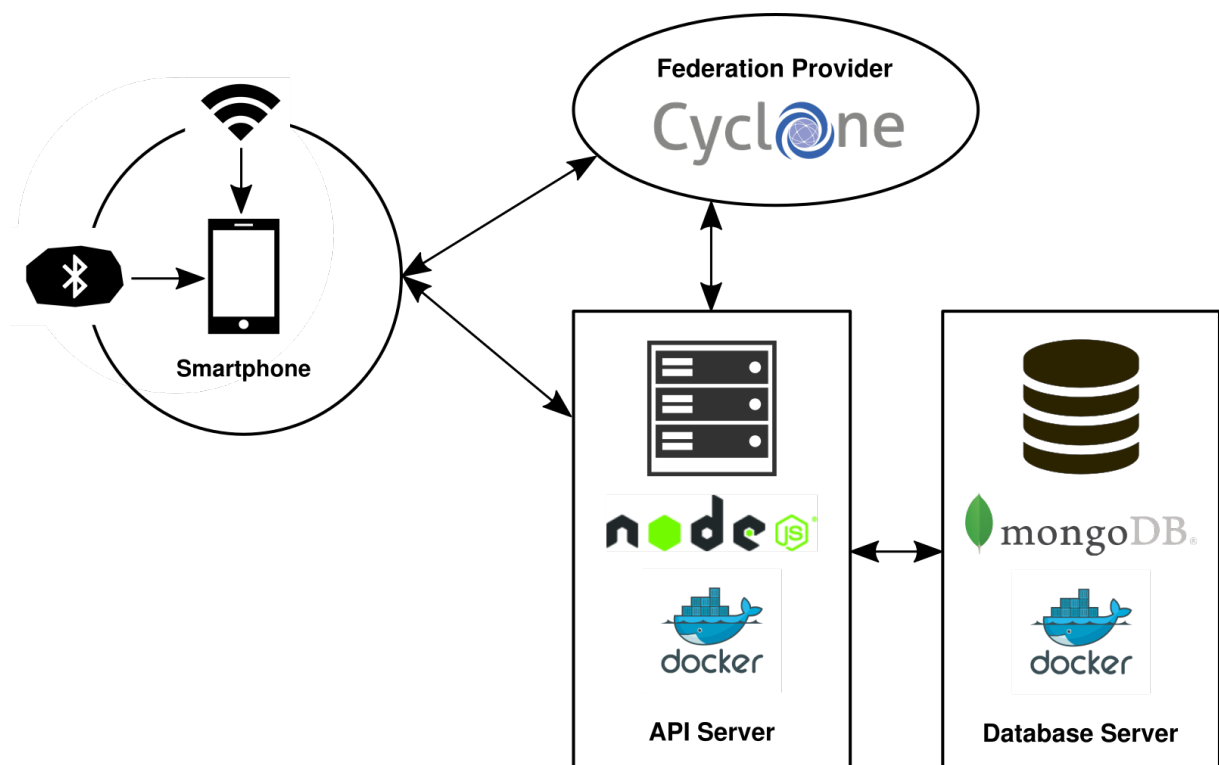 Federation Provider
Cyclone
Smartphone
node
JS
®
mongoDB®
docker
docker
API Server
Database Server